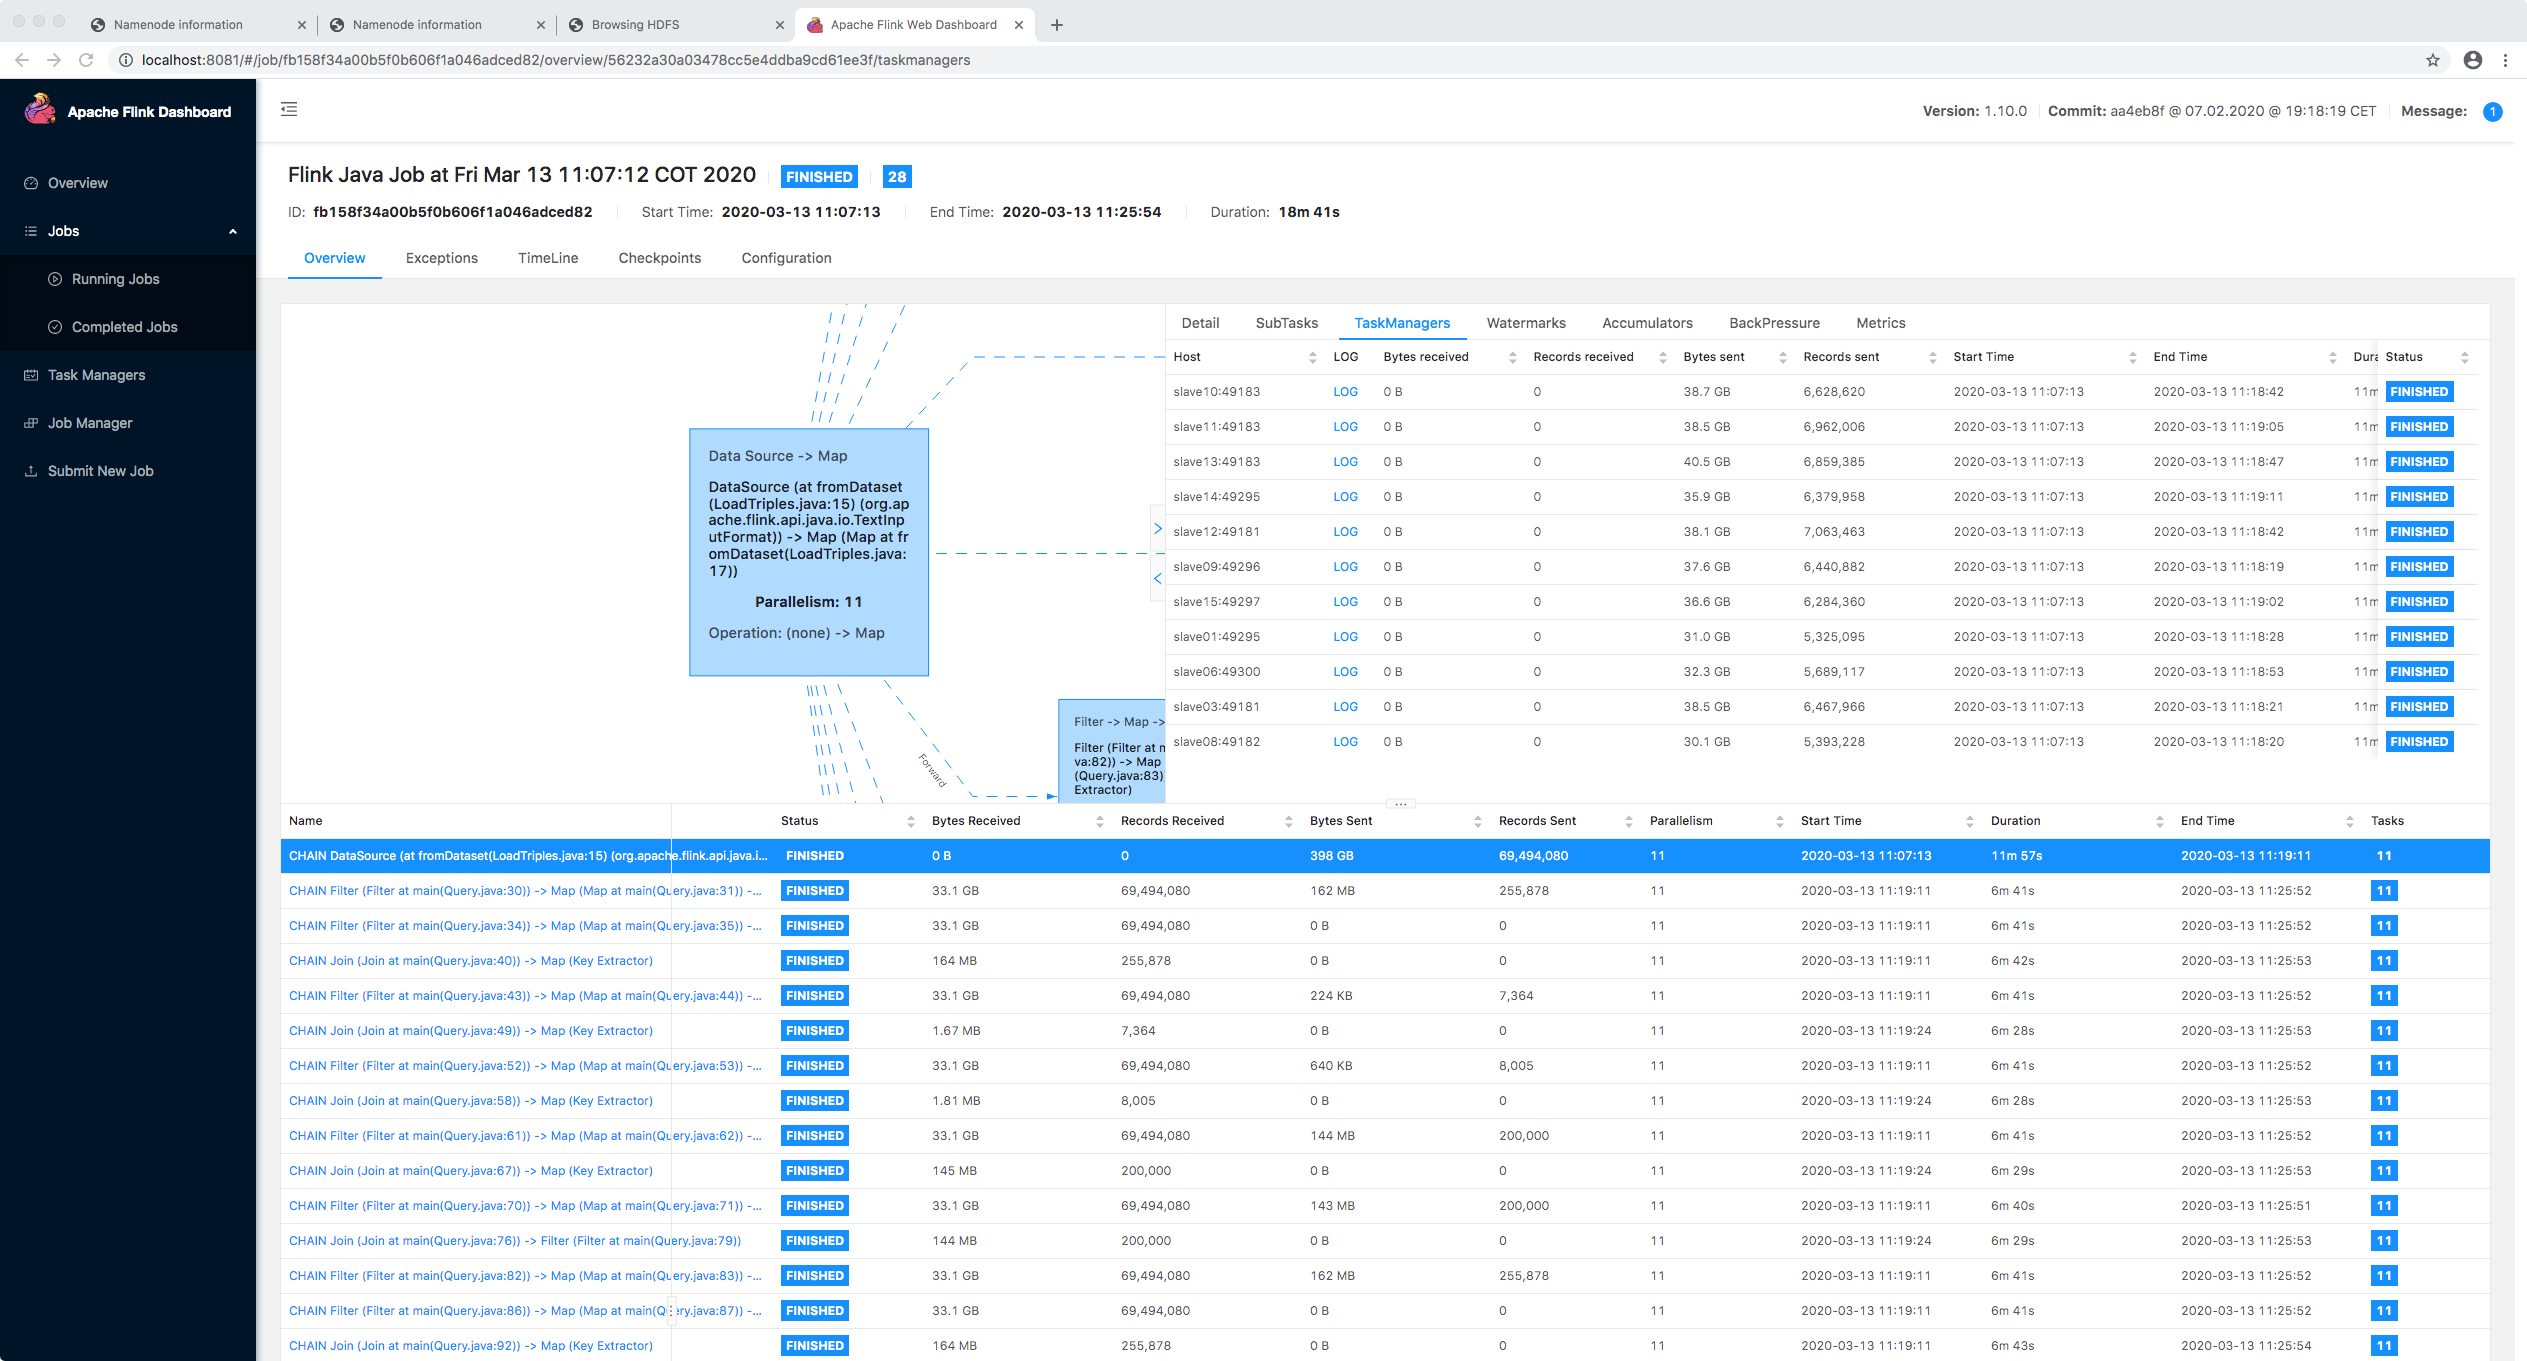 Namenode information
Namenode information
Browsing HDFS
Apache Flink Web Dashboard
localhost:8081/#/job/fb158f34a00b5f0b606f1a046adced82/overview/56232a30a03478cc5e4ddba9cd61ee3f/taskmanagers
Apache Flink Dashboard
Version: 1.10.0 Commit: aa4eb8f @ 07.02.2020 @ 19:18:19 CET Message: 1
Overview
Jobs
Running Jobs
Completed Jobs
Task Managers
Job Manager
Submit New Job
Flink Java Job at Fri Mar 13 11:07:12 COT 2020 FINISHED 28
ID: fb158f34a00b5f0b606f1a046adced82 Start Time: 2020-03-13 11:07:13 End Time: 2020-03-13 11:25:54 Duration: 18m 41s
Overview Exceptions TimeLine Checkpoints Configuration
Data Source -> Map
DataSource (at fromDataset
(LoadTriples.java:15) (org.ap
ache.flink.api.java.io.TextInp
utFormat)) -> Map (Map at fr
omDataset(LoadTriples.java:
17))
Parallelism: 11
Operation: (none) -> Map
Forward
Filter -> Map ->
Filter (Filter at m
va:82)) -> Map
(Query.java:83)
Extractor)
Detail SubTasks TaskManagers Watermarks Accumulators BackPressure Metrics
Host LOG Bytes received Records received Bytes sent Records sent Start Time End Time Dura Status
slave10:49183 LOG 0 B 0 38.7 GB 6,628,620 2020-03-13 11:07:13 2020-03-13 11:18:42 11m FINISHED
slave11:49183 LOG 0 B 0 38.5 GB 6,962,006 2020-03-13 11:07:13 2020-03-13 11:19:05 11m FINISHED
slave13:49183 LOG 0 B 0 40.5 GB 6,859,385 2020-03-13 11:07:13 2020-03-13 11:18:47 11m FINISHED
slave14:49295 LOG 0 B 0 35.9 GB 6,379,958 2020-03-13 11:07:13 2020-03-13 11:19:11 11m FINISHED
slave12:49181 LOG 0 B 0 38.1 GB 7,063,463 2020-03-13 11:07:13 2020-03-13 11:18:42 11m FINISHED
slave09:49296 LOG 0 B 0 37.6 GB 6,440,882 2020-03-13 11:07:13 2020-03-13 11:18:19 11m FINISHED
slave15:49297 LOG 0 B 0 36.6 GB 6,284,360 2020-03-13 11:07:13 2020-03-13 11:19:02 11m FINISHED
slave01:49295 LOG 0 B 0 31.0 GB 5,325,095 2020-03-13 11:07:13 2020-03-13 11:18:28 11m FINISHED
slave06:49300 LOG 0 B 0 32.3 GB 5,689,117 2020-03-13 11:07:13 2020-03-13 11:18:53 11m FINISHED
slave03:49181 LOG 0 B 0 38.5 GB 6,467,966 2020-03-13 11:07:13 2020-03-13 11:18:21 11m FINISHED
slave08:49182 LOG 0 B 0 30.1 GB 5,393,228 2020-03-13 11:07:13 2020-03-13 11:18:20 11m FINISHED
Name Status Bytes Received Records Received Bytes Sent Records Sent Parallelism Start Time Duration End Time Tasks
CHAIN DataSource (at fromDataset(LoadTriples.java:15) (org.apache.flink.api.java.i... FINISHED 0 B 0 398 GB 69,494,080 11 2020-03-13 11:07:13 11m 57s 2020-03-13 11:19:11 11
CHAIN Filter (Filter at main(Query.java:30)) -> Map (Map at main(Query.java:31)) -... FINISHED 33.1 GB 69,494,080 162 MB 255,878 11 2020-03-13 11:19:11 6m 41s 2020-03-13 11:25:52 11
CHAIN Filter (Filter at main(Query.java:34)) -> Map (Map at main(Query.java:35)) -... FINISHED 33.1 GB 69,494,080 0 B 0 11 2020-03-13 11:19:11 6m 41s 2020-03-13 11:25:52 11
CHAIN Join (Join at main(Query.java:40)) -> Map (Key Extractor) FINISHED 164 MB 255,878 0 B 0 11 2020-03-13 11:19:11 6m 42s 2020-03-13 11:25:53 11
CHAIN Filter (Filter at main(Query.java:43)) -> Map (Map at main(Query.java:44)) -... FINISHED 33.1 GB 69,494,080 224 KB 7,364 11 2020-03-13 11:19:11 6m 41s 2020-03-13 11:25:52 11
CHAIN Join (Join at main(Query.java:49)) -> Map (Key Extractor) FINISHED 1.67 MB 7,364 0 B 0 11 2020-03-13 11:19:24 6m 28s 2020-03-13 11:25:53 11
CHAIN Filter (Filter at main(Query.java:52)) -> Map (Map at main(Query.java:53)) -... FINISHED 33.1 GB 69,494,080 640 KB 8,005 11 2020-03-13 11:19:11 6m 41s 2020-03-13 11:25:52 11
CHAIN Join (Join at main(Query.java:58)) -> Map (Key Extractor) FINISHED 1.81 MB 8,005 0 B 0 11 2020-03-13 11:19:24 6m 28s 2020-03-13 11:25:53 11
CHAIN Filter (Filter at main(Query.java:61)) -> Map (Map at main(Query.java:62)) -... FINISHED 33.1 GB 69,494,080 144 MB 200,000 11 2020-03-13 11:19:11 6m 41s 2020-03-13 11:25:52 11
CHAIN Join (Join at main(Query.java:67)) -> Map (Key Extractor) FINISHED 145 MB 200,000 0 B 0 11 2020-03-13 11:19:24 6m 29s 2020-03-13 11:25:53 11
CHAIN Filter (Filter at main(Query.java:70)) -> Map (Map at main(Query.java:71)) -... FINISHED 33.1 GB 69,494,080 143 MB 200,000 11 2020-03-13 11:19:11 6m 40s 2020-03-13 11:25:51 11
CHAIN Join (Join at main(Query.java:76)) -> Filter (Filter at main(Query.java:79)) FINISHED 144 MB 200,000 0 B 0 11 2020-03-13 11:19:24 6m 29s 2020-03-13 11:25:53 11
CHAIN Filter (Filter at main(Query.java:82)) -> Map (Map at main(Query.java:83)) -... FINISHED 33.1 GB 69,494,080 162 MB 255,878 11 2020-03-13 11:19:11 6m 41s 2020-03-13 11:25:52 11
CHAIN Filter (Filter at main(Query.java:86)) -> Map (Map at main(Query.java:87)) -... FINISHED 33.1 GB 69,494,080 0 B 0 11 2020-03-13 11:19:11 6m 41s 2020-03-13 11:25:52 11
CHAIN Join (Join at main(Query.java:92)) -> Map (Key Extractor) FINISHED 164 MB 255,878 0 B 0 11 2020-03-13 11:19:11 6m 43s 2020-03-13 11:25:54 11